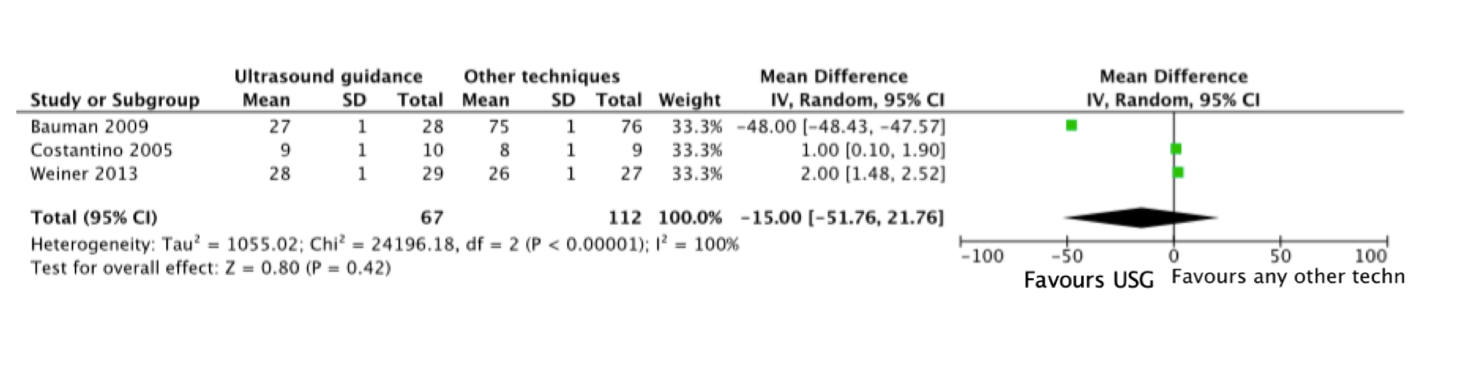 Ultrasound guidance Other techniques Mean Difference Mean Difference
Study or Subgroup Mean SD Total Mean SD Total Weight IV, Random, 95% CI IV, Random, 95% CI
Bauman 2009 27 1 28 75 1 76 33.3% −48.00 [−48.43, −47.57]
Costantino 2005 9 1 10 8 1 9 33.3% 1.00 [0.10, 1.90]
Weiner 2013 28 1 29 26 1 27 33.3% 2.00 [1.48, 2.52]
Total (95% CI) 67 112 100.0% −15.00 [−51.76, 21.76]
Heterogeneity: Tau² = 1055.02; Chi² = 24196.18, df = 2 (P < 0.00001); I² = 100%
Test for overall effect: Z = 0.80 (P = 0.42)
−100 −50 0 50 100
Favours USG Favours any other techn